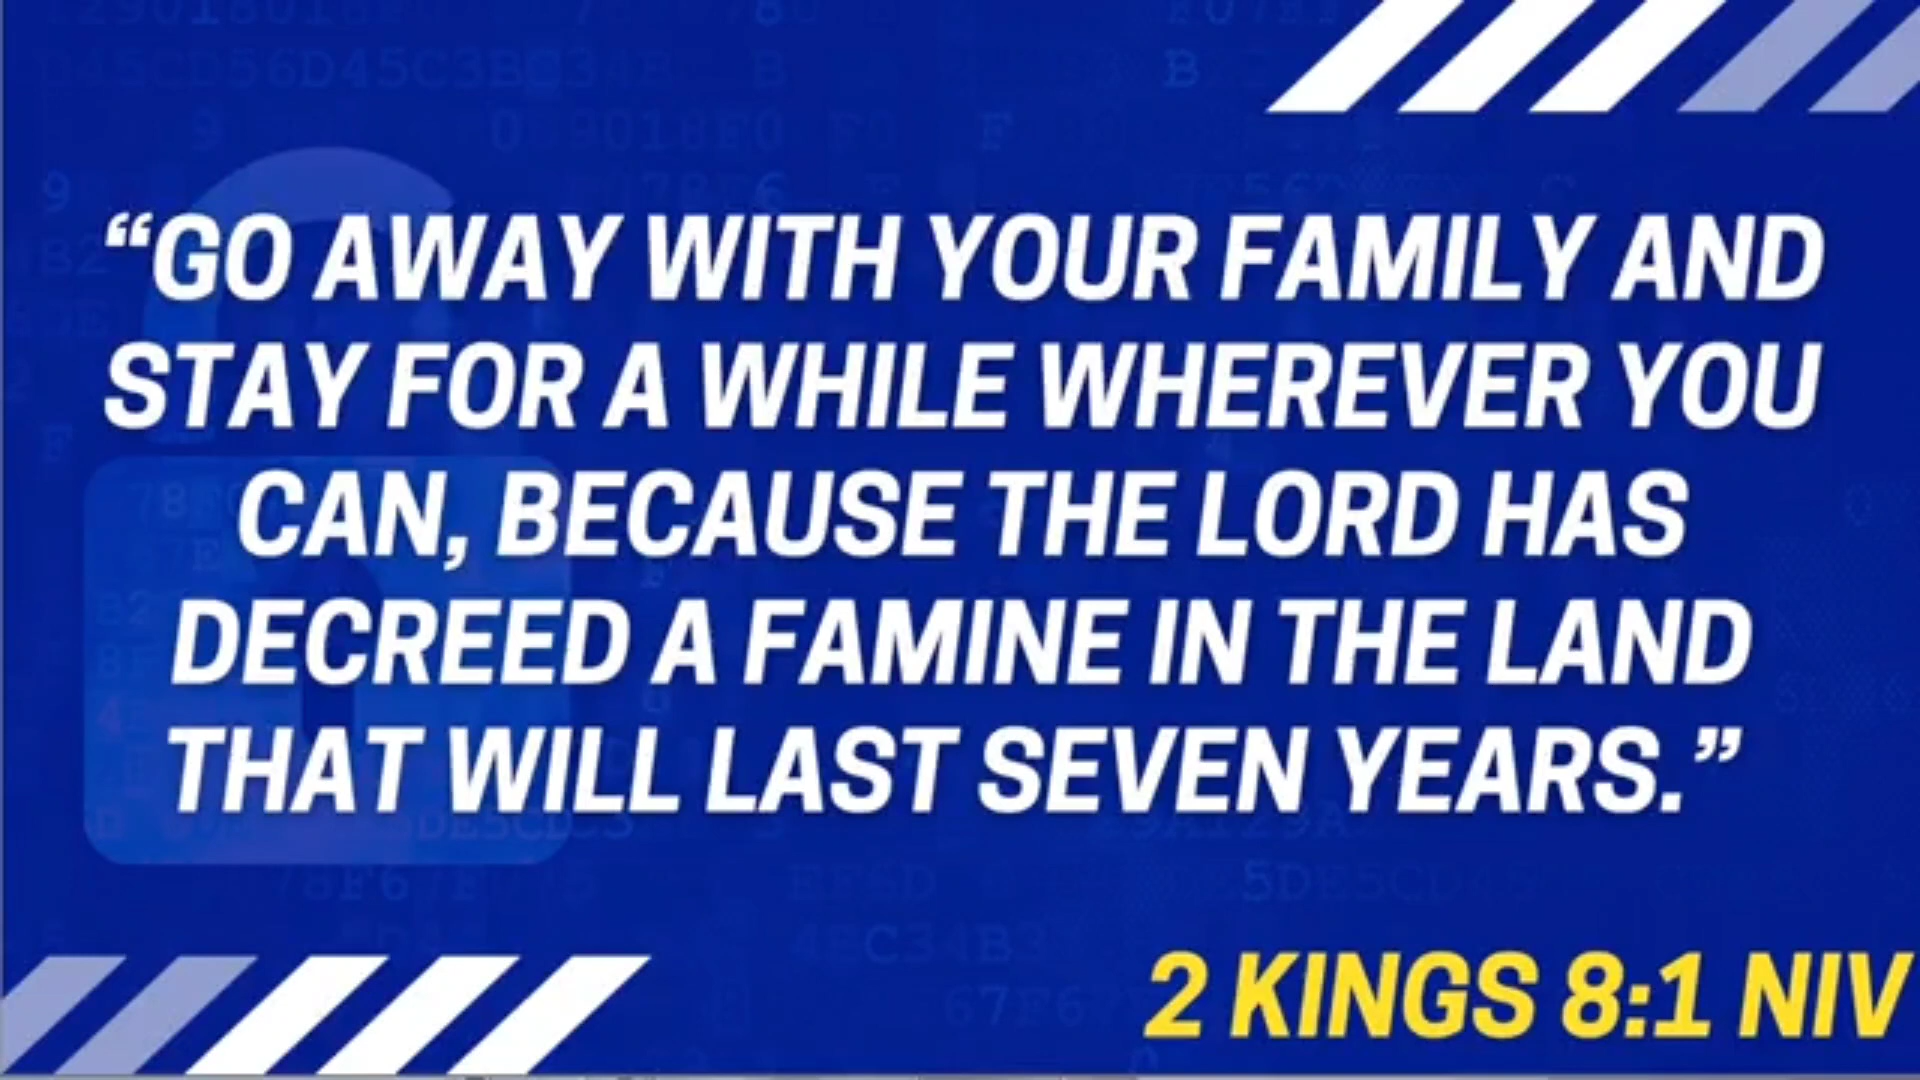 “GO AWAY WITH YOUR FAMILY AND
STAY FOR A WHILE WHEREVER YOU
CAN, BECAUSE THE LORD HAS
DECREED A FAMINE IN THE LAND
THAT WILL LAST SEVEN YEARS.”
2 KINGS 8:1 NIV